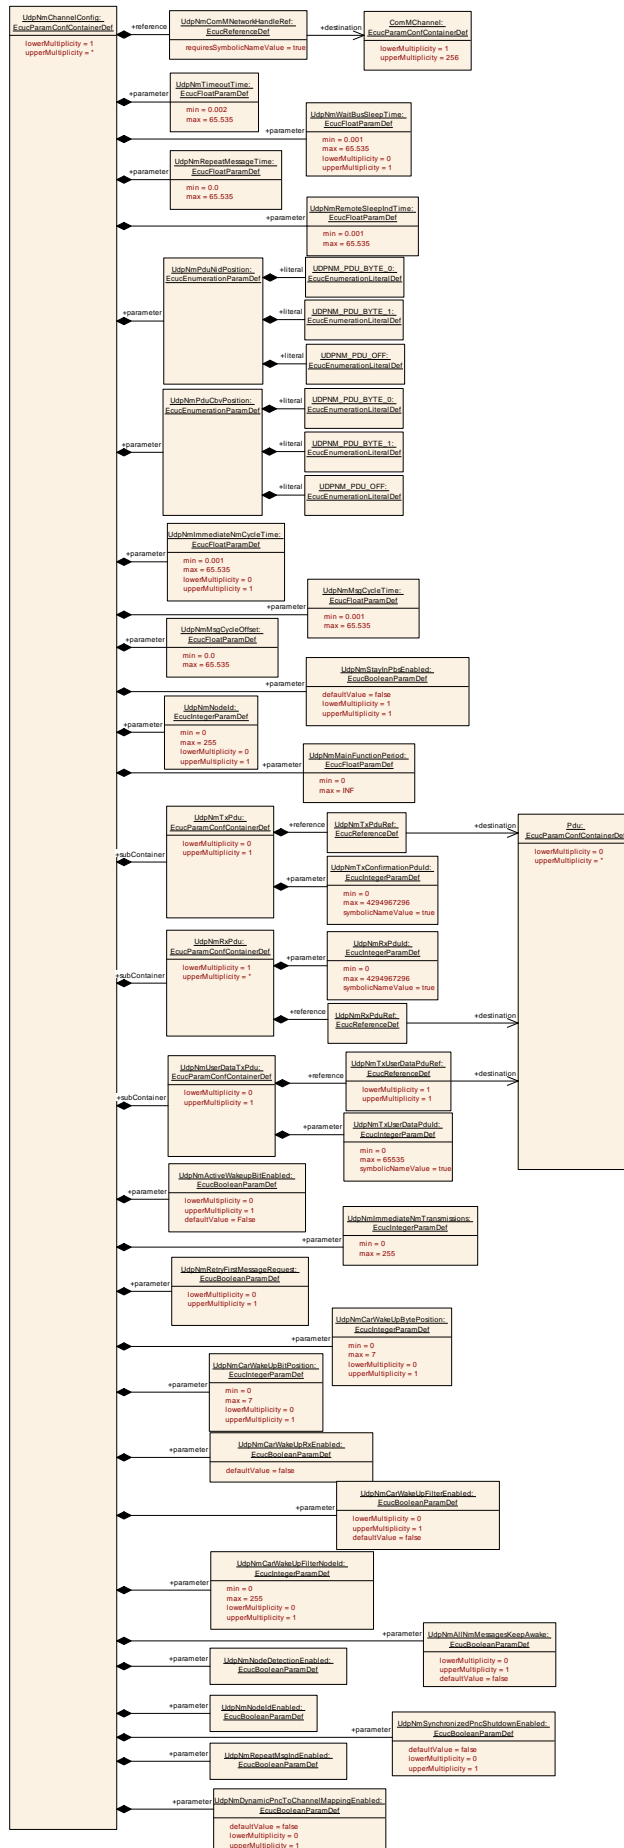 UdpNmChannelConfig:
EcucParamConfContainerDef
lowerMultiplicity = 1
upperMultiplicity = *
+reference
UdpNmComMNetworkHandleRef:
EcucReferenceDef
requiresSymbolicNameValue = true
+destination
ComMChannel:
EcucParamConfContainerDef
lowerMultiplicity = 1
upperMultiplicity = 256
+parameter
UdpNmTimeoutTime:
EcucFloatParamDef
min = 0.002
max = 65.535
+parameter
UdpNmWaitBusSleepTime:
EcucFloatParamDef
min = 0.001
max = 65.535
lowerMultiplicity = 0
upperMultiplicity = 1
+parameter
UdpNmRepeatMessageTime:
EcucFloatParamDef
min = 0.0
max = 65.535
+parameter
UdpNmRemoteSleepIndTime:
EcucFloatParamDef
min = 0.001
max = 65.535
+parameter
UdpNmPduNidPosition:
EcucEnumerationParamDef
+literal
UDPNM_PDU_BYTE_0:
EcucEnumerationLiteralDef
+literal
UDPNM_PDU_BYTE_1:
EcucEnumerationLiteralDef
+literal
UDPNM_PDU_OFF:
EcucEnumerationLiteralDef
+parameter
UdpNmPduCbvPosition:
EcucEnumerationParamDef
+literal
UDPNM_PDU_BYTE_0:
EcucEnumerationLiteralDef
+literal
UDPNM_PDU_BYTE_1:
EcucEnumerationLiteralDef
+literal
UDPNM_PDU_OFF:
EcucEnumerationLiteralDef
+parameter
UdpNmImmediateNmCycleTime:
EcucFloatParamDef
min = 0.001
max = 65.535
lowerMultiplicity = 0
upperMultiplicity = 1
+parameter
UdpNmMsgCycleTime:
EcucFloatParamDef
min = 0.001
max = 65.535
+parameter
UdpNmMsgCycleOffset:
EcucFloatParamDef
min = 0.0
max = 65.535
+parameter
UdpNmStayInPbsEnabled:
EcucBooleanParamDef
defaultValue = false
lowerMultiplicity = 1
upperMultiplicity = 1
+parameter
UdpNmNodeId:
EcucIntegerParamDef
min = 0
max = 255
lowerMultiplicity = 0
upperMultiplicity = 1
+parameter
UdpNmMainFunctionPeriod:
EcucFloatParamDef
min = 0
max = INF
+subContainer
UdpNmTxPdu:
EcucParamConfContainerDef
lowerMultiplicity = 0
upperMultiplicity = 1
+reference
UdpNmTxPduRef:
EcucReferenceDef
+destination
Pdu:
EcucParamConfContainerDef
lowerMultiplicity = 0
upperMultiplicity = *
+parameter
UdpNmTxConfirmationPduId:
EcucIntegerParamDef
min = 0
max = 4294967296
symbolicNameValue = true
+subContainer
UdpNmRxPdu:
EcucParamConfContainerDef
lowerMultiplicity = 1
upperMultiplicity = *
+parameter
UdpNmRxPduId:
EcucIntegerParamDef
min = 0
max = 4294967296
symbolicNameValue = true
+reference
UdpNmRxPduRef:
EcucReferenceDef
+destination
+subContainer
UdpNmUserDataTxPdu:
EcucParamConfContainerDef
lowerMultiplicity = 0
upperMultiplicity = 1
+reference
UdpNmTxUserDataPduRef:
EcucReferenceDef
lowerMultiplicity = 1
upperMultiplicity = 1
+destination
+parameter
UdpNmTxUserDataPduId:
EcucIntegerParamDef
min = 0
max = 65535
symbolicNameValue = true
+parameter
UdpNmActiveWakeupBitEnabled:
EcucBooleanParamDef
lowerMultiplicity = 0
upperMultiplicity = 1
defaultValue = False
+parameter
UdpNmImmediateNmTransmissions:
EcucIntegerParamDef
min = 0
max = 255
+parameter
UdpNmRetryFirstMessageRequest:
EcucBooleanParamDef
lowerMultiplicity = 0
upperMultiplicity = 1
+parameter
UdpNmCarWakeUpBytePosition:
EcucIntegerParamDef
min = 0
max = 7
lowerMultiplicity = 0
upperMultiplicity = 1
+parameter
UdpNmCarWakeUpBitPosition:
EcucIntegerParamDef
min = 0
max = 7
lowerMultiplicity = 0
upperMultiplicity = 1
+parameter
UdpNmCarWakeUpRxEnabled:
EcucBooleanParamDef
defaultValue = false
+parameter
UdpNmCarWakeUpFilterEnabled:
EcucBooleanParamDef
lowerMultiplicity = 0
upperMultiplicity = 1
defaultValue = false
+parameter
UdpNmCarWakeUpFilterNodeId:
EcucIntegerParamDef
min = 0
max = 255
lowerMultiplicity = 0
upperMultiplicity = 1
+parameter
UdpNmAllNmMessagesKeepAwake:
EcucBooleanParamDef
lowerMultiplicity = 0
upperMultiplicity = 1
defaultValue = false
+parameter
UdpNmNodeDetectionEnabled:
EcucBooleanParamDef
+parameter
UdpNmNodeIdEnabled:
EcucBooleanParamDef
+parameter
UdpNmSynchronizedPncShutdownEnabled:
EcucBooleanParamDef
defaultValue = false
lowerMultiplicity = 0
upperMultiplicity = 1
+parameter
UdpNmRepeatMsgIndEnabled:
EcucBooleanParamDef
+parameter
UdpNmDynamicPncToChannelMappingEnabled:
EcucBooleanParamDef
defaultValue = false
lowerMultiplicity = 0
upperMultiplicity = 1